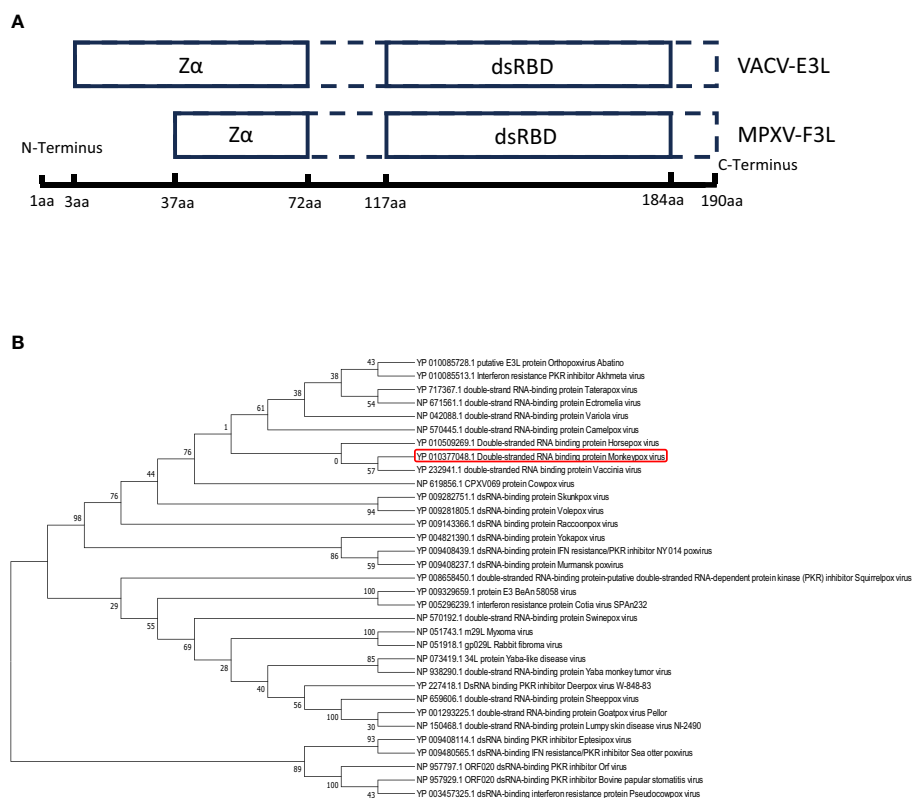 A
Zα
dsRBD
VACV-E3L
Zα
dsRBD
MPXV-F3L
N-Terminus
C-Terminus
1aa
3aa
37aa
72aa
117aa
184aa
190aa
B
43
YP 010085728.1 putative E3L protein Orthopoxvirus Abatino
38
YP 010085513.1 Interferon resistance PKR inhibitor Akhmeta virus
38
YP 717367.1 double-strand RNA-binding protein Taterapox virus
54
NP 671561.1 double-strand RNA-binding protein Ectromelia virus
61
NP 042088.1 double-strand RNA-binding protein Variola virus
1
NP 570445.1 double-strand RNA-binding protein Camelpox virus
76
YP 010509269.1 Double-stranded RNA binding protein Horsepox virus
0
YP 010377048.1 Double-stranded RNA binding protein Monkeypox virus
57
YP 232941.1 double-stranded RNA binding protein Vaccinia virus
44
NP 619856.1 CPXV069 protein Cowpox virus
76
YP 009282751.1 dsRNA-binding protein Skunkpox virus
94
YP 009281805.1 dsRNA-binding protein Volepox virus
98
YP 009143366.1 dsRNA binding protein Raccoonpox virus
YP 004821390.1 dsRNA-binding protein Yokapox virus
86
YP 009408439.1 dsRNA-binding protein IFN resistance/PKR inhibitor NY 014 poxvirus
59
YP 009408237.1 dsRNA-binding protein Murmansk poxvirus
YP 008658450.1 double-stranded RNA-binding protein-putative double-stranded RNA-dependent protein kinase (PKR) inhibitor Squirrelpox virus
29
100
YP 009329659.1 protein E3 BeAn 58058 virus
55
YP 005296239.1 interferon resistance protein Cotia virus SPAn232
69
NP 570192.1 double-strand RNA-binding protein Swinepox virus
100
NP 051743.1 m29L Myxoma virus
28
NP 051918.1 gp029L Rabbit fibroma virus
85
NP 073419.1 34L protein Yaba-like disease virus
40
NP 938290.1 double-strand RNA-binding protein Yaba monkey tumor virus
56
YP 227418.1 DsRNA binding PKR inhibitor Deerpox virus W-848-83
100
NP 659606.1 double-strand RNA-binding protein Sheeppox virus
YP 001293225.1 double-strand RNA-binding protein Goatpox virus Pellor
30
NP 150468.1 double-strand RNA-binding protein Lumpy skin disease virus NI-2490
93
YP 009408114.1 dsRNA binding PKR inhibitor Eptesipox virus
YP 009480565.1 dsRNA-binding IFN resistance/PKR inhibitor Sea otter poxvirus
89
NP 957797.1 ORF020 dsRNA-binding PKR inhibitor Orf virus
100
NP 957929.1 ORF020 dsRNA-binding PKR inhibitor Bovine papular stomatitis virus
43
YP 003457325.1 dsRNA-binding interferon resistance protein Pseudocowpox virus